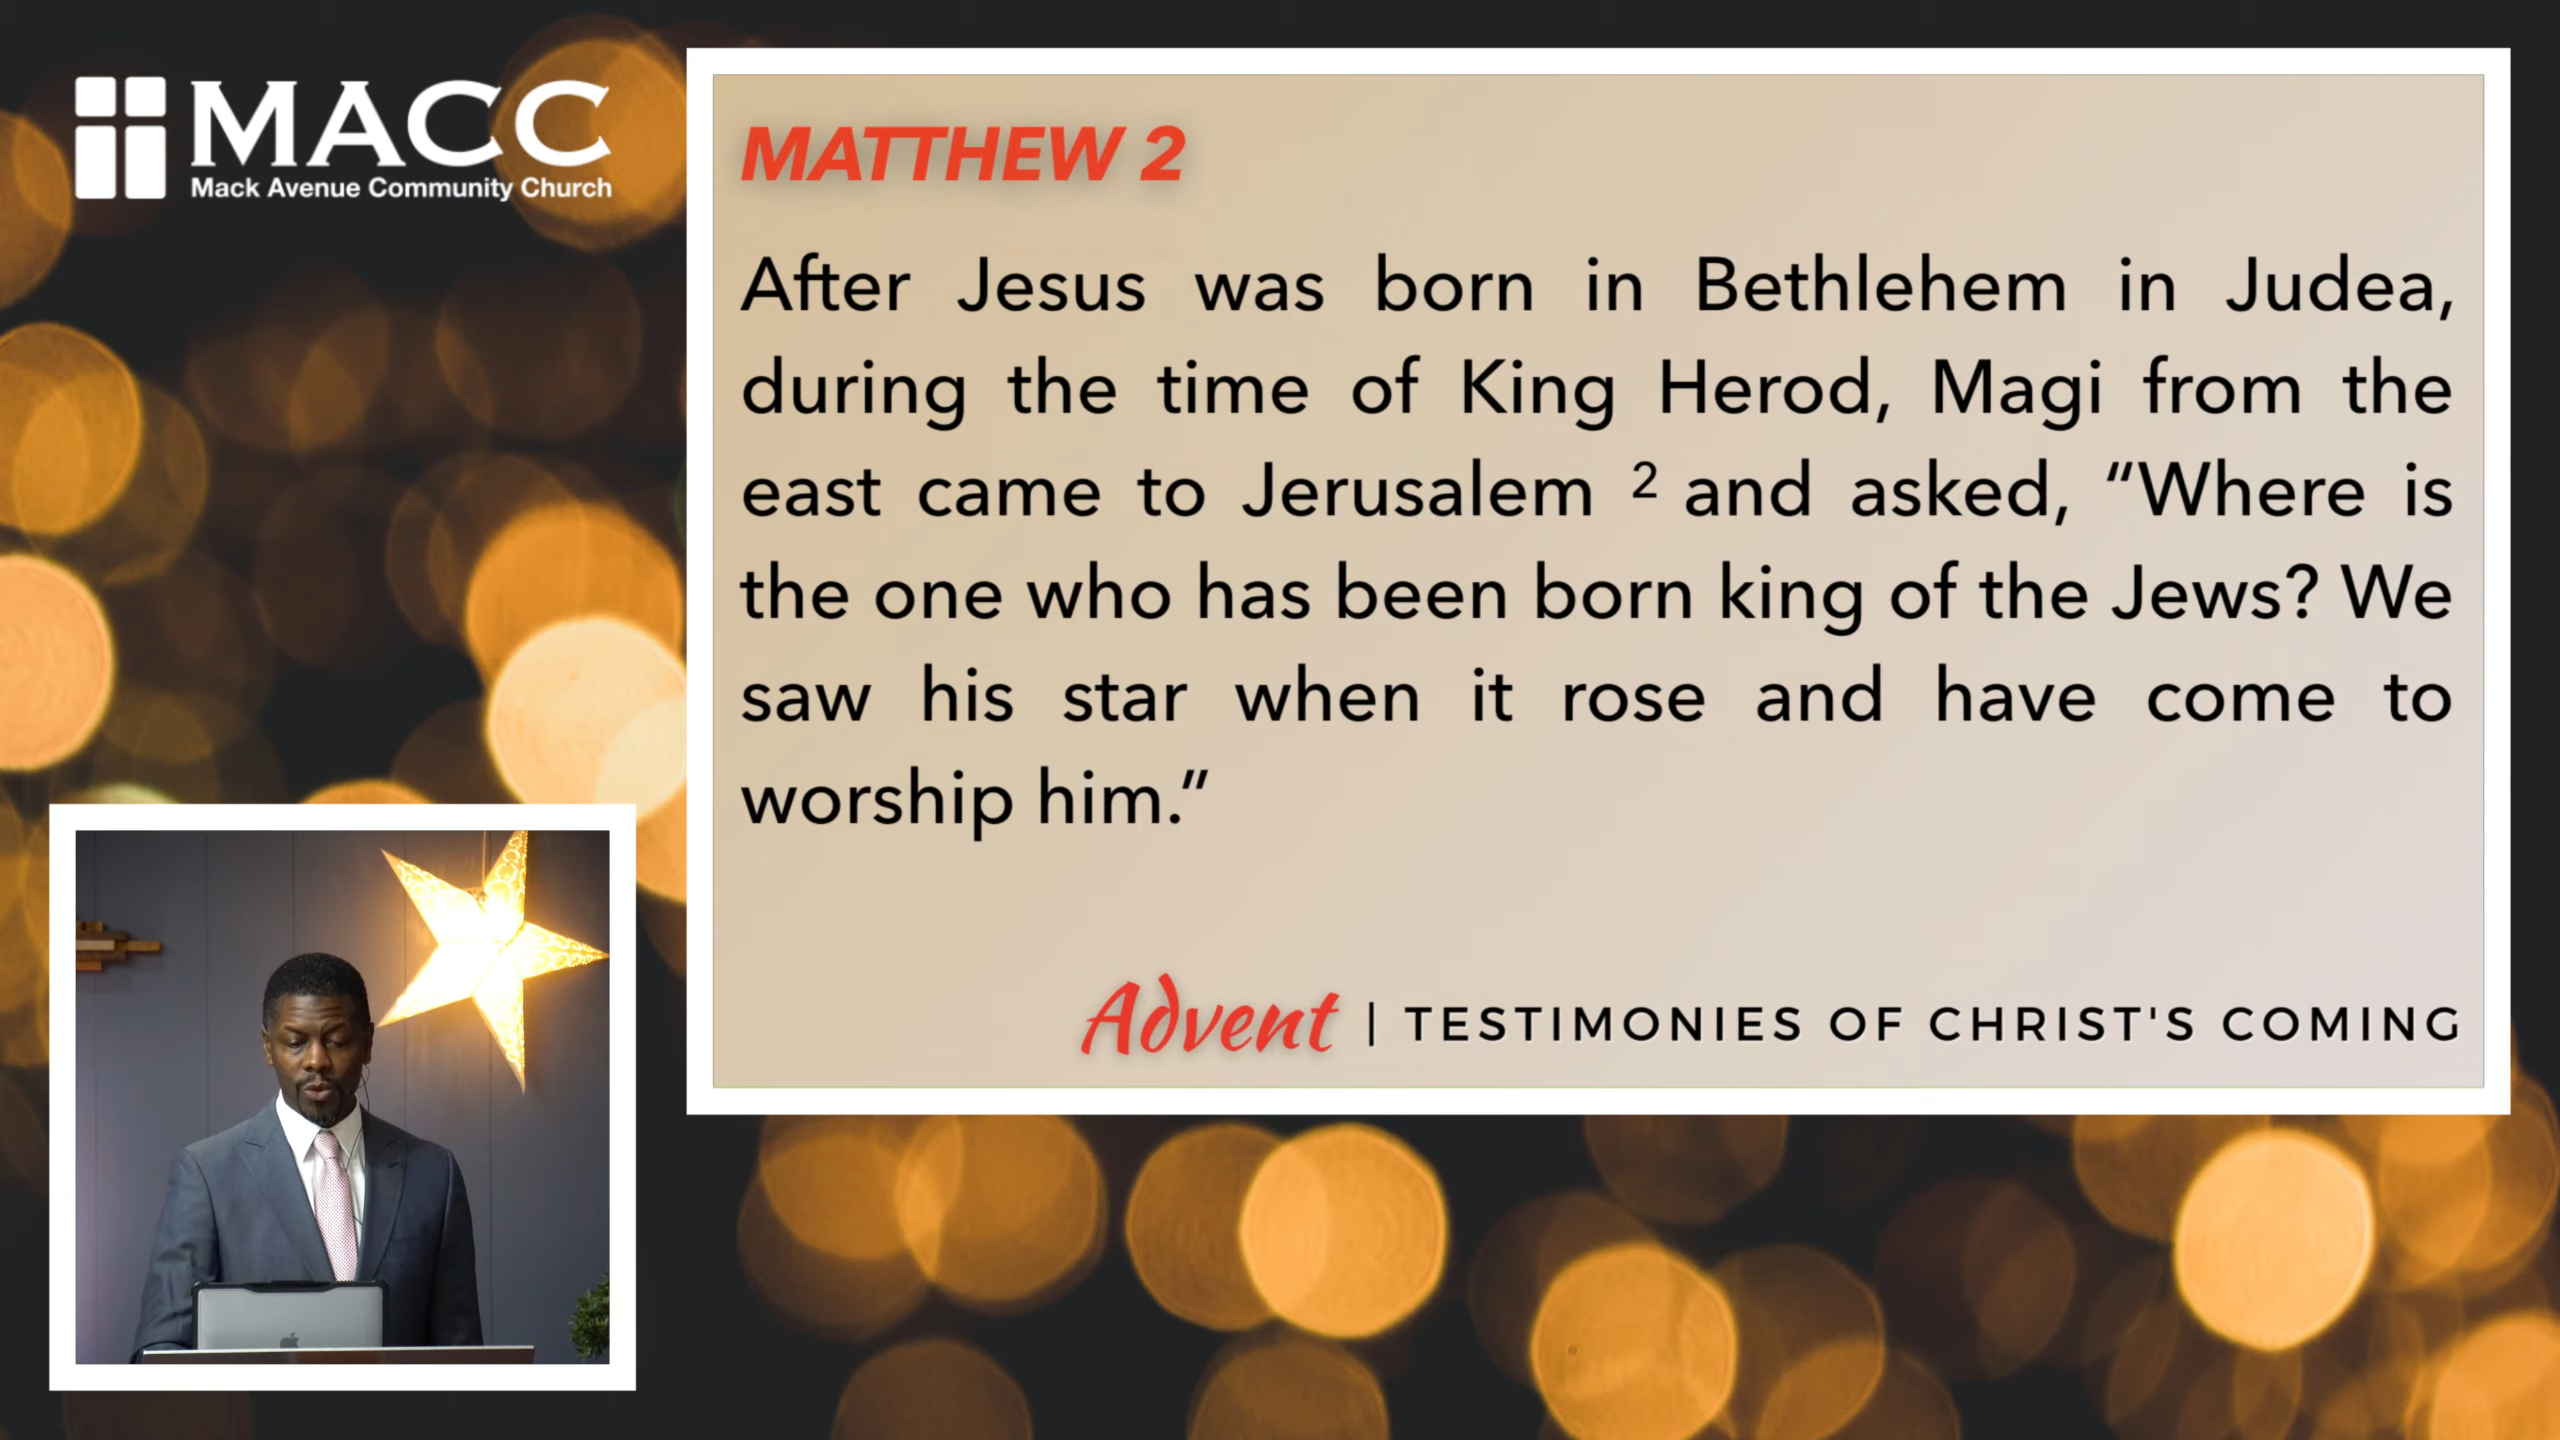 MACC
Mack Avenue Community Church
MATTHEW 2
After Jesus was born in Bethlehem in Judea,
during the time of King Herod, Magi from the
east came to Jerusalem ² and asked, “Where is
the one who has been born king of the Jews? We
saw his star when it rose and have come to
worship him.”
Advent | TESTIMONIES OF CHRIST'S COMING